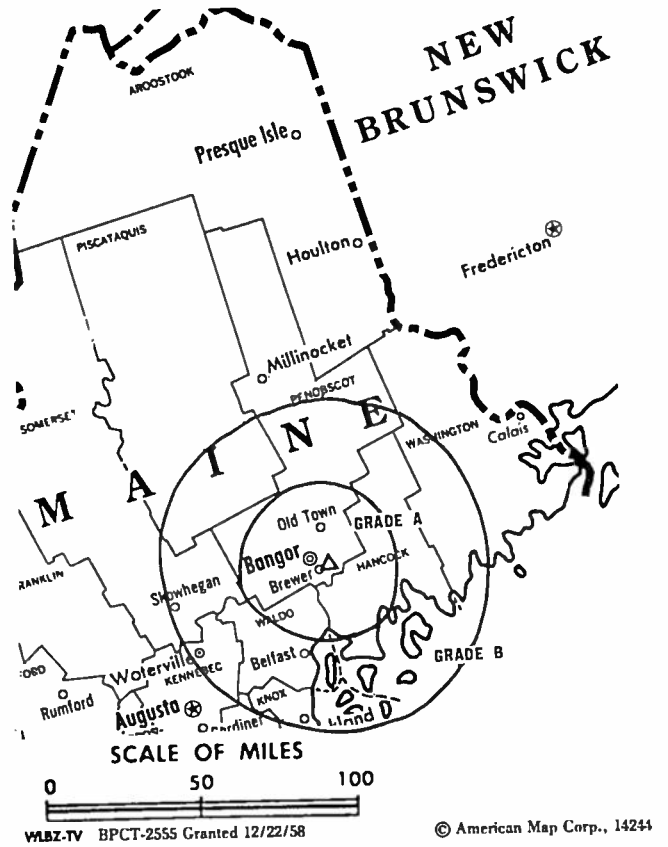 NEW
BRUNSWICK
AROOSTOOK
Presque Isle
PISCATAQUIS
Houlton
Fredericton
Millinocket
PENOBSCOT
SOMERSET
MAINE
WASHINGTON
Calais
Old Town
GRADE A
Bangor
Brewer
HANCOCK
Skowhegan
WALDO
Belfast
GRADE B
Waterville
KENNEBEC
Rumford
KNOX
Augusta
SCALE OF MILES
0 50 100
WLBZ-TV BPCT-2555 Granted 12/22/58
© American Map Corp., 14244